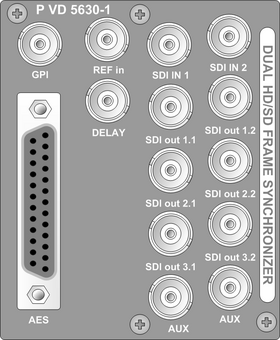 P VD 5630-1
GPI
REF in
SDI IN 1
SDI IN 2
DELAY
SDI out 1.1
SDI out 1.2
SDI out 2.1
SDI out 2.2
SDI out 3.1
SDI out 3.2
AES
AUX
AUX
DUAL HD/SD FRAME SYNCHRONIZER